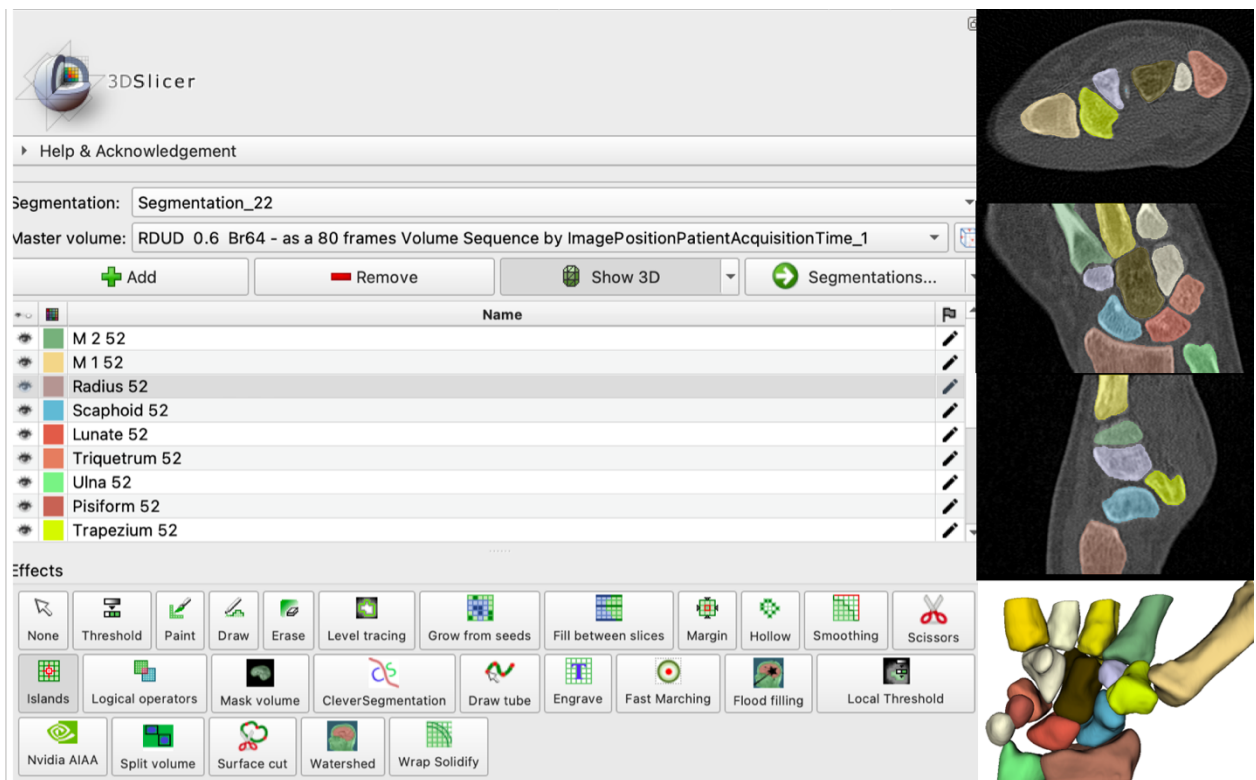 3DSlicer
Help & Acknowledgement
Segmentation: Segmentation_22
Master volume: RDUD 0.6 Br64 - as a 80 frames Volume Sequence by ImagePositionPatientAcquisitionTime_1
Add Remove Show 3D Segmentations...
Name
M 2 52
M 1 52
Radius 52
Scaphoid 52
Lunate 52
Triquetrum 52
Ulna 52
Pisiform 52
Trapezium 52
Effects
None Threshold Paint Draw Erase Level tracing Grow from seeds Fill between slices Margin Hollow Smoothing Scissors
Islands Logical operators Mask volume CleverSegmentation Draw tube Engrave Fast Marching Flood filling Local Threshold
Nvidia AIAA Split volume Surface cut Watershed Wrap Solidify